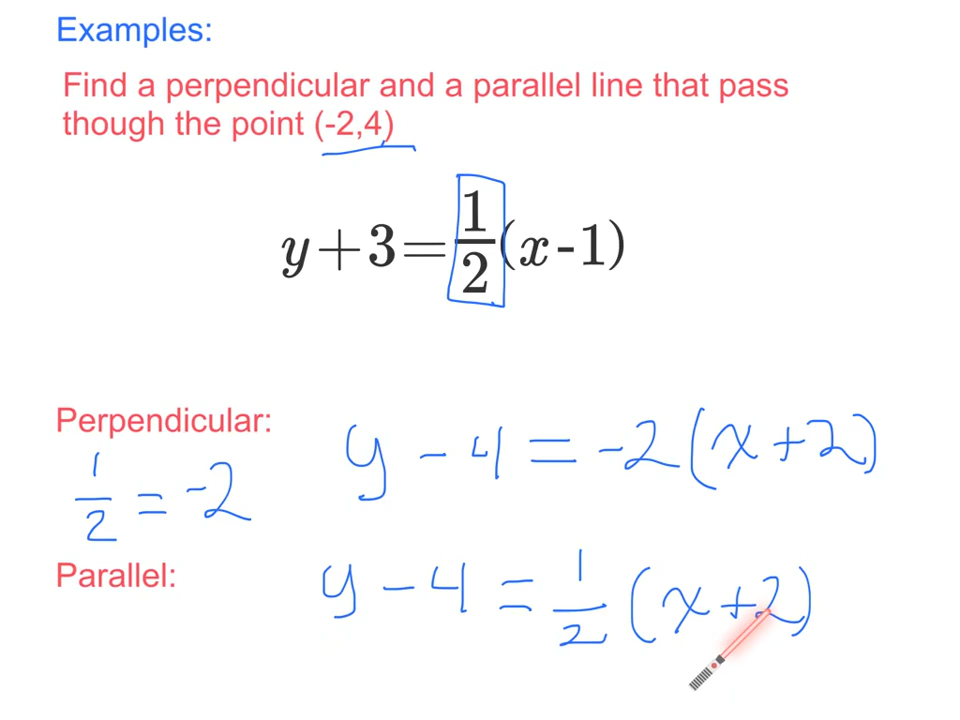 Examples:
Find a perpendicular and a parallel line that pass
though the point (-2,4)
y+3=1/2(x-1)
Perpendicular:
y - 4 = -2(x+2)
1/2 = -2
Parallel:
y - 4 = 1/2(x+2)